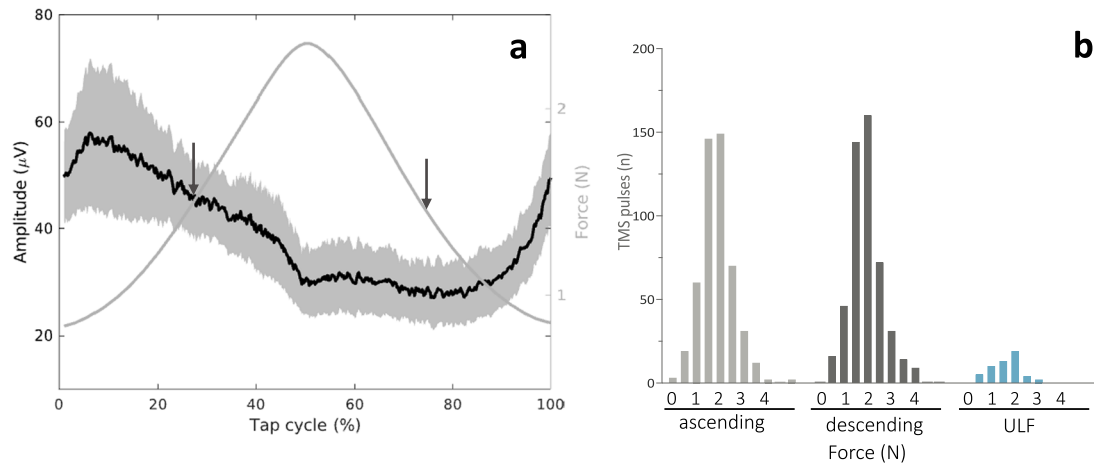 a
80
60
40
20
Amplitude (μV)
2
1
Force (N)
0 20 40 60 80 100
Tap cycle (%)
b
200
150
100
50
0
TMS pulses (n)
0 1 2 3 4 0 1 2 3 4 0 1 2 3 4
ascending descending ULF
Force (N)